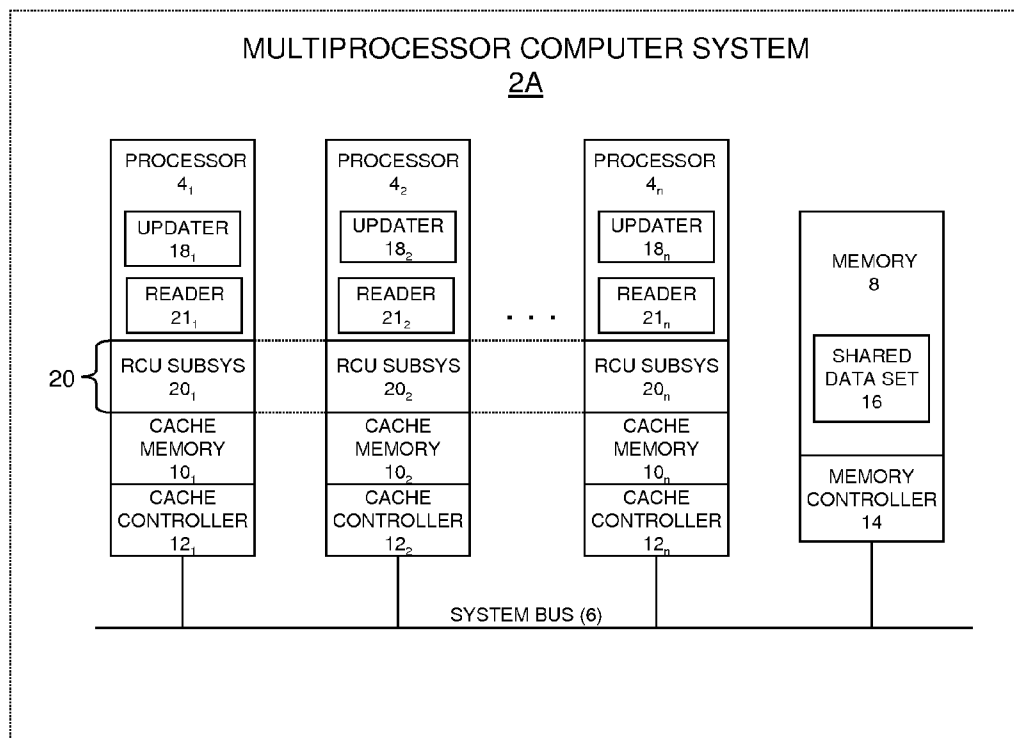 MULTIPROCESSOR COMPUTER SYSTEM
2A
PROCESSOR
4₁
UPDATER
18₁
READER
21₁
RCU SUBSYS
20₁
CACHE
MEMORY
10₁
CACHE
CONTROLLER
12₁
PROCESSOR
4₂
UPDATER
18₂
READER
21₂
RCU SUBSYS
20₂
CACHE
MEMORY
10₂
CACHE
CONTROLLER
12₂
. . .
PROCESSOR
4ₙ
UPDATER
18ₙ
READER
21ₙ
RCU SUBSYS
20ₙ
CACHE
MEMORY
10ₙ
CACHE
CONTROLLER
12ₙ
MEMORY
8
SHARED
DATA SET
16
MEMORY
CONTROLLER
14
20
SYSTEM BUS (6)